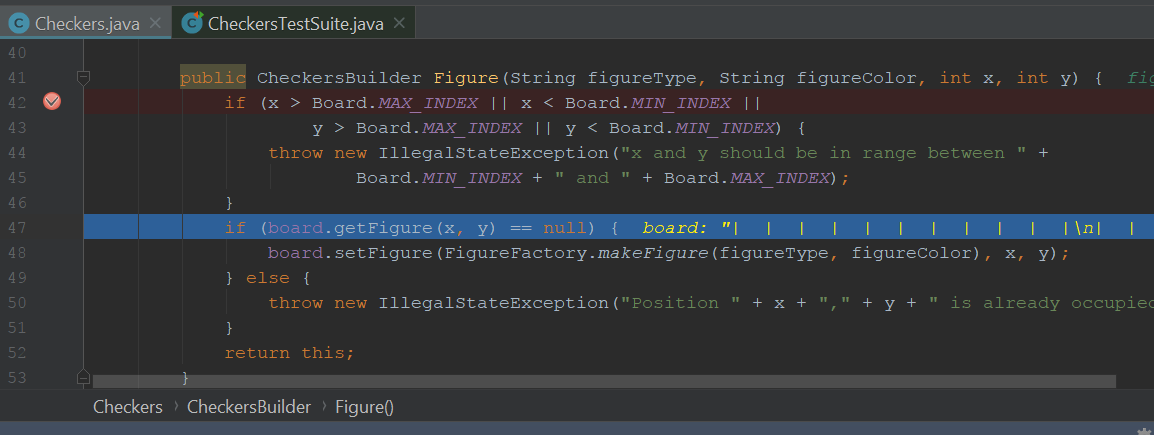 Checkers.java CheckersTestSuite.java
40
41 public CheckersBuilder Figure(String figureType, String figureColor, int x, int y) { fig
42 if (x > Board.MAX_INDEX || x < Board.MIN_INDEX ||
43 y > Board.MAX_INDEX || y < Board.MIN_INDEX) {
44 throw new IllegalStateException("x and y should be in range between " +
45 Board.MIN_INDEX + " and " + Board.MAX_INDEX);
46 }
47 if (board.getFigure(x, y) == null) { board: "| | | | | | | | | | |\n| |
48 board.setFigure(FigureFactory.makeFigure(figureType, figureColor), x, y);
49 } else {
50 throw new IllegalStateException("Position " + x + "," + y + " is already occupied
51 }
52 return this;
53 }
Checkers › CheckersBuilder › Figure()